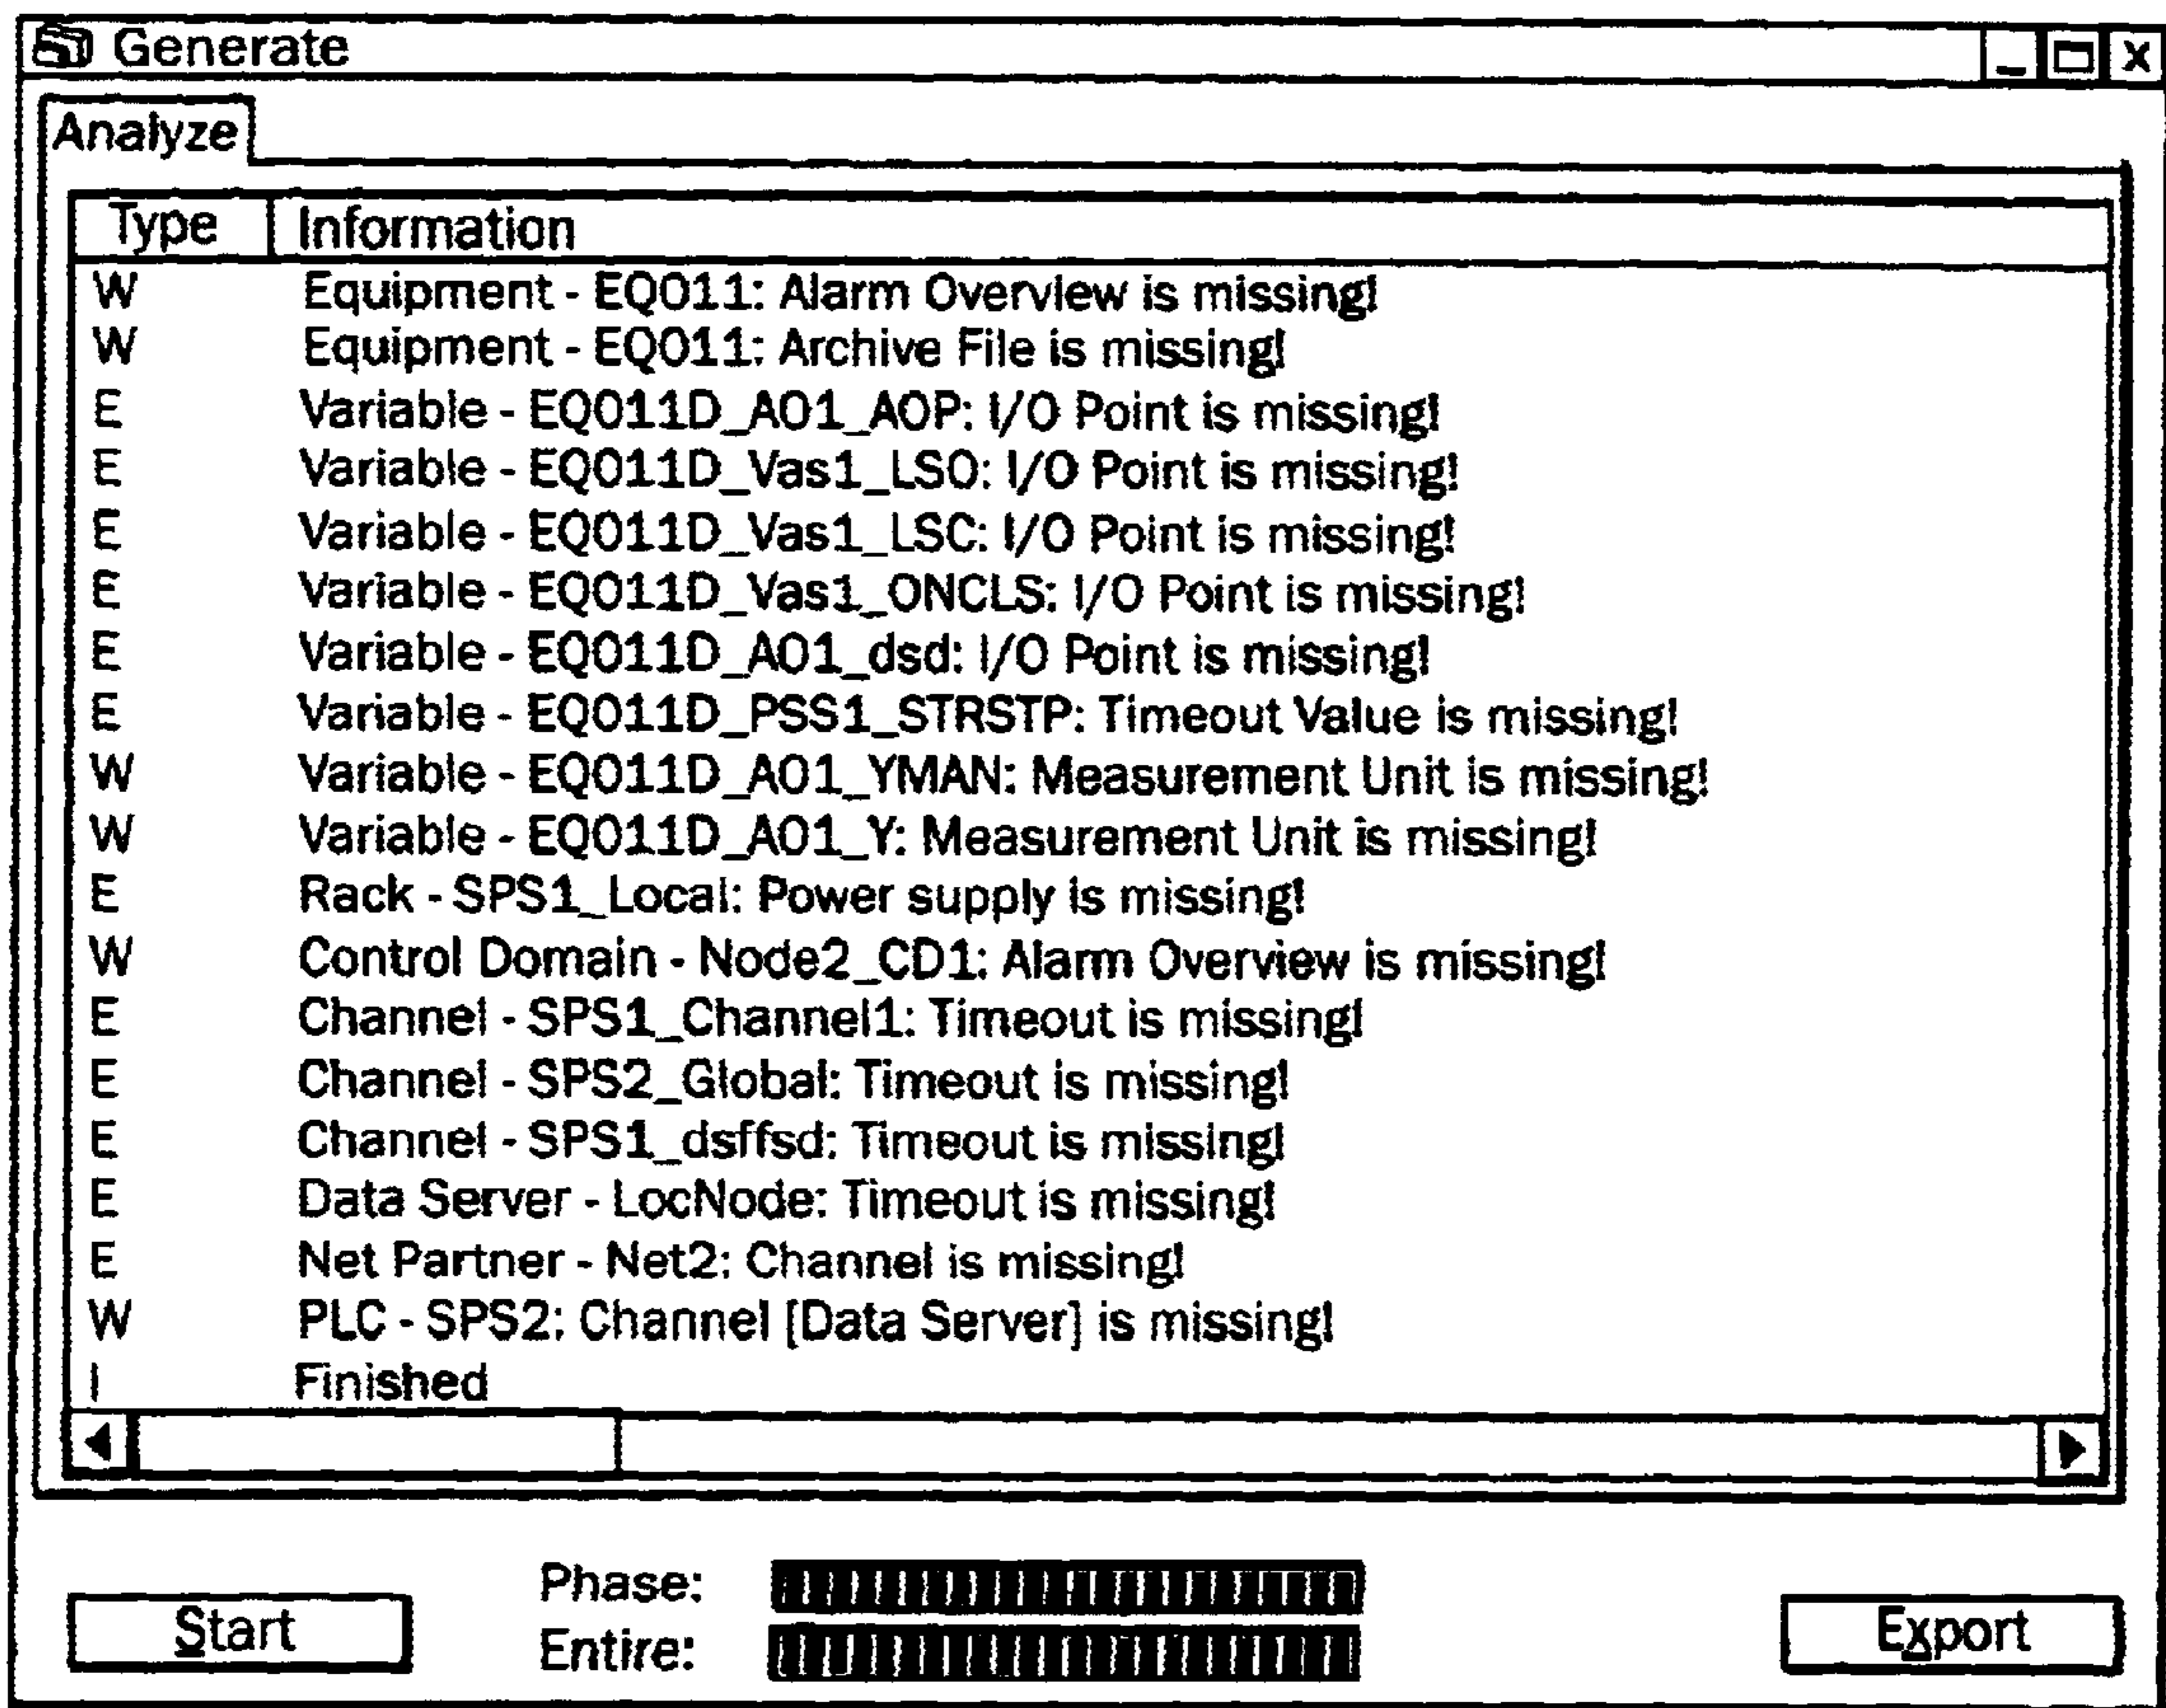 Generate
Analyze
Type Information
W Equipment - EQ011: Alarm Overview is missing!
W Equipment - EQ011: Archive File is missing!
E Variable - EQ011D_AO1_AOP: I/O Point is missing!
E Variable - EQ011D_Vas1_LSO: I/O Point is missing!
E Variable - EQ011D_Vas1_LSC: I/O Point is missing!
E Variable - EQ011D_Vas1_ONCLS: I/O Point is missing!
E Variable - EQ011D_AO1_dsd: I/O Point is missing!
E Variable - EQ011D_PSS1_STRSTP: Timeout Value is missing!
W Variable - EQ011D_AO1_YMAN: Measurement Unit is missing!
W Variable - EQ011D_AO1_Y: Measurement Unit is missing!
E Rack - SPS1_Local: Power supply is missing!
W Control Domain - Node2_CD1: Alarm Overview is missing!
E Channel - SPS1_Channel1: Timeout is missing!
E Channel - SPS2_Global: Timeout is missing!
E Channel - SPS1_dsffsd: Timeout is missing!
E Data Server - LocNode: Timeout is missing!
E Net Partner - Net2: Channel is missing!
W PLC - SPS2: Channel [Data Server] is missing!
I Finished
Phase:
Start Export
Entire: